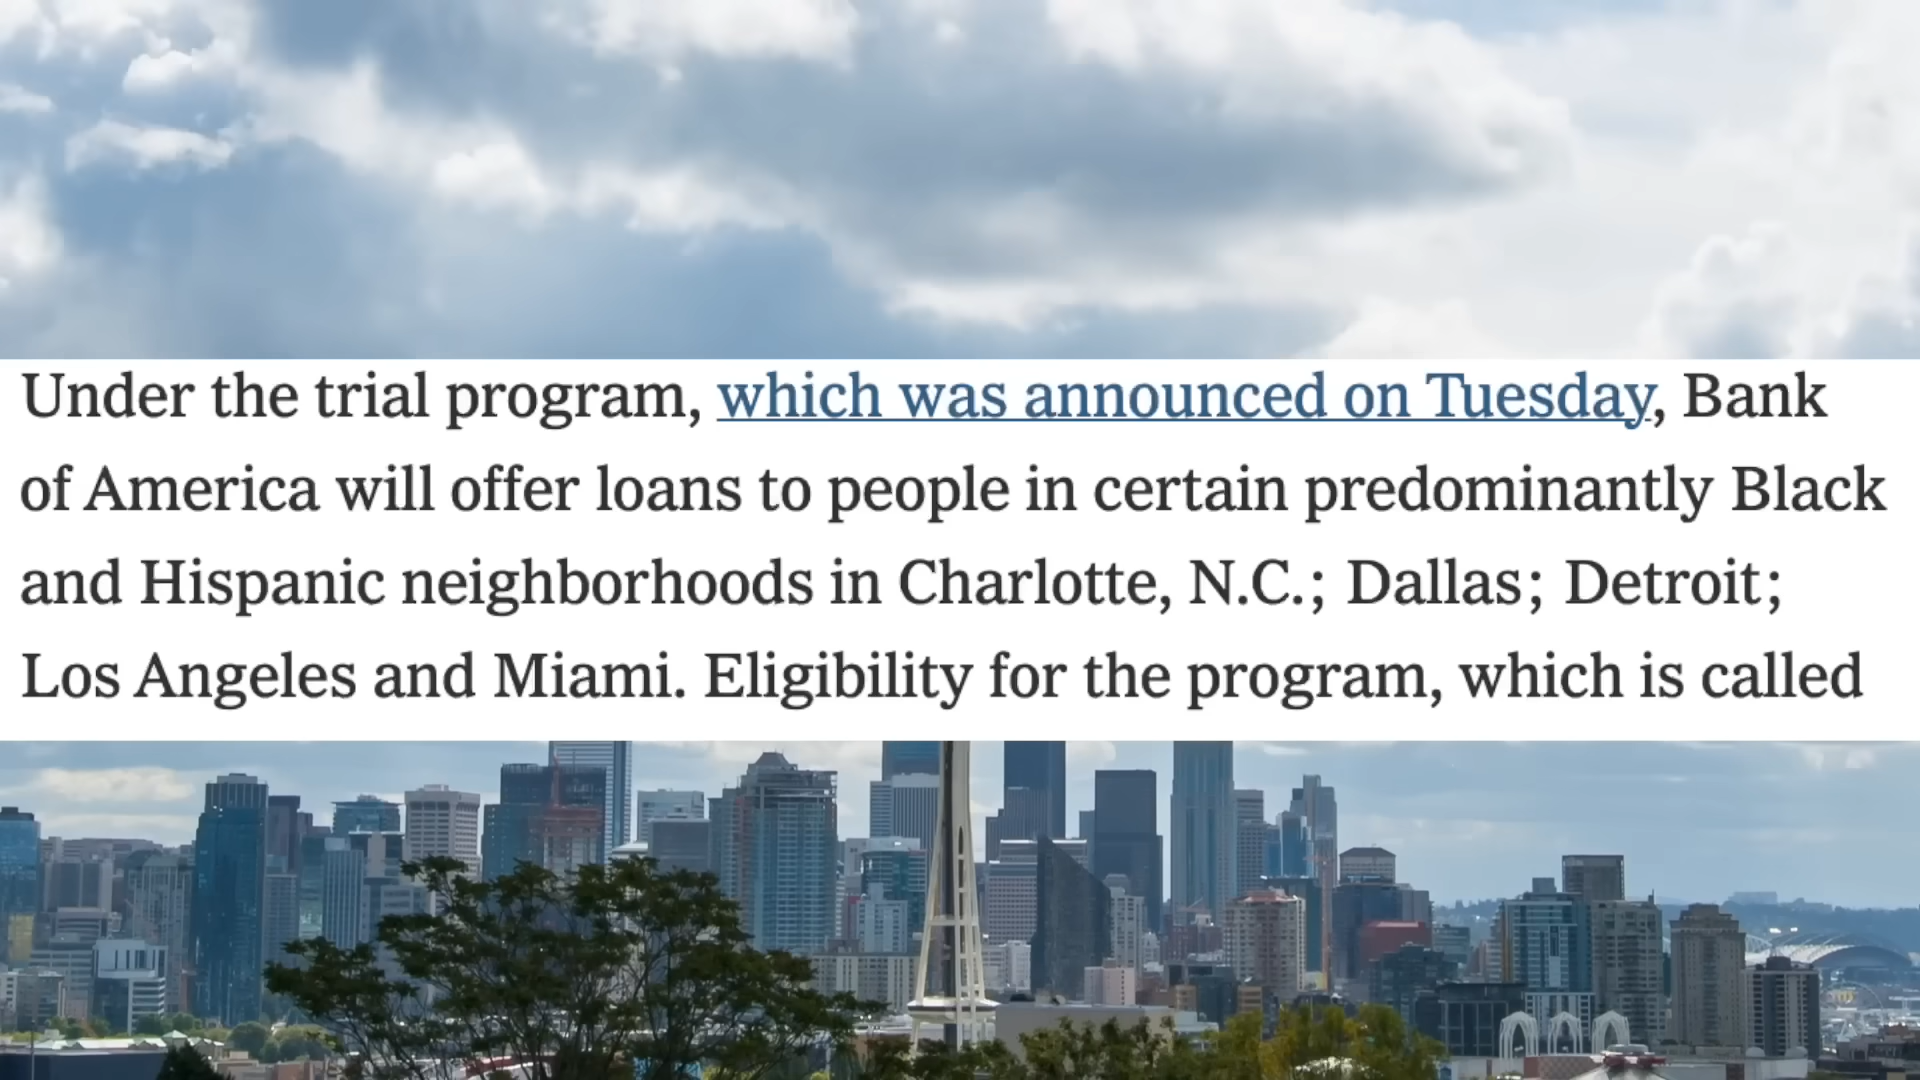 Under the trial program, which was announced on Tuesday, Bank
of America will offer loans to people in certain predominantly Black
and Hispanic neighborhoods in Charlotte, N.C.; Dallas; Detroit;
Los Angeles and Miami. Eligibility for the program, which is called